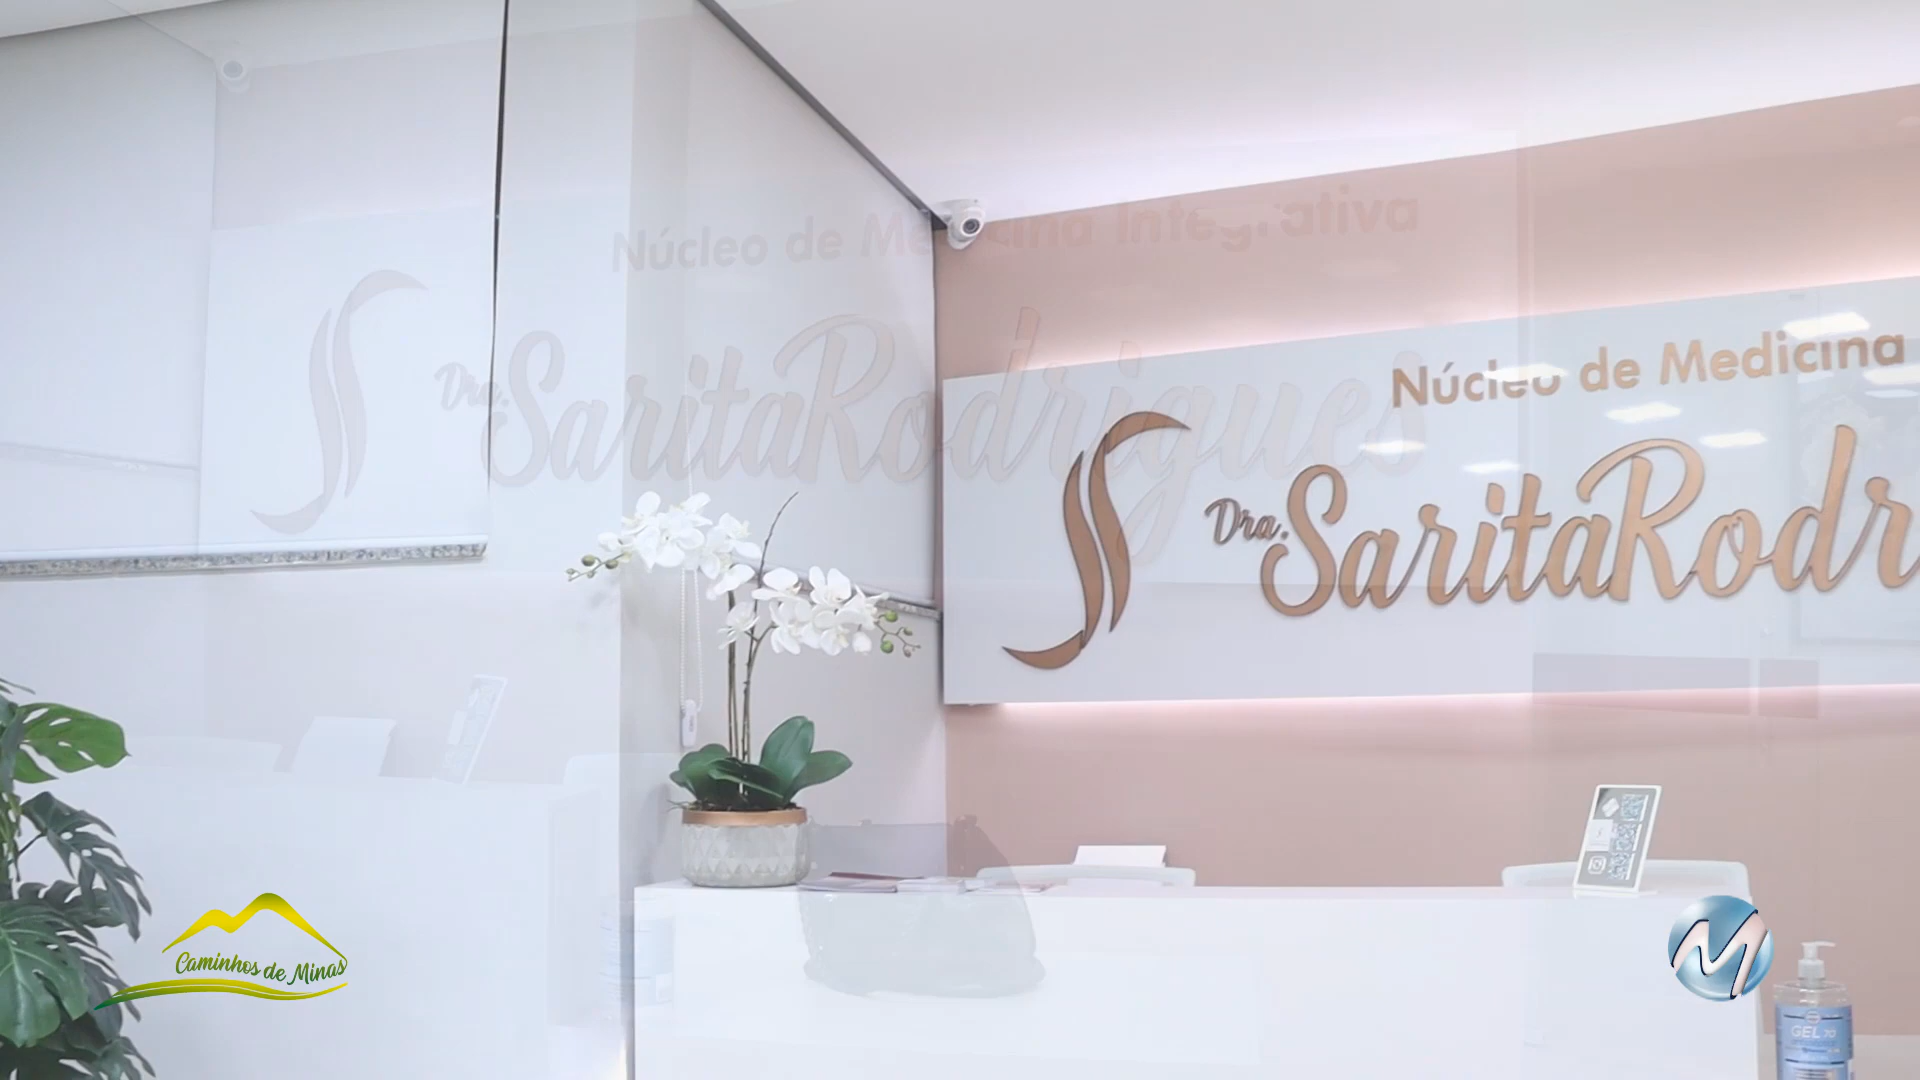 Núcleo de Medicina Integrativa
Dra. SaritaRodrigues
Núcleo de Medicina
Dra. SaritaRodr
Caminhos de Minas
M
GEL 70